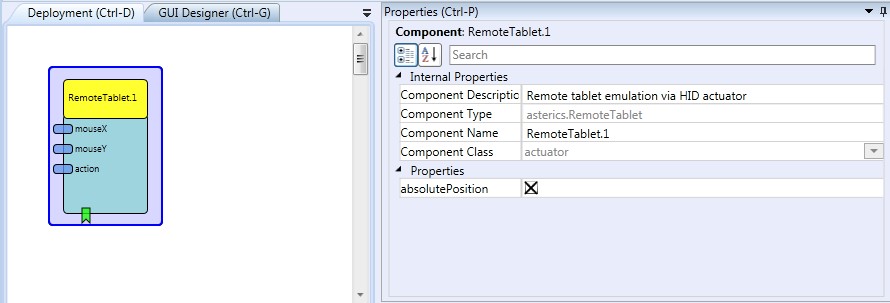 Deployment (Ctrl-D)
GUI Designer (Ctrl-G)
RemoteTablet.1
mouseX
mouseY
action
Properties (Ctrl-P)
Component: RemoteTablet.1
A
Z
Search
Internal Properties
Component Descriptio Remote tablet emulation via HID actuator
Component Type asterics.RemoteTablet
Component Name RemoteTablet.1
Component Class actuator
Properties
absolutePosition